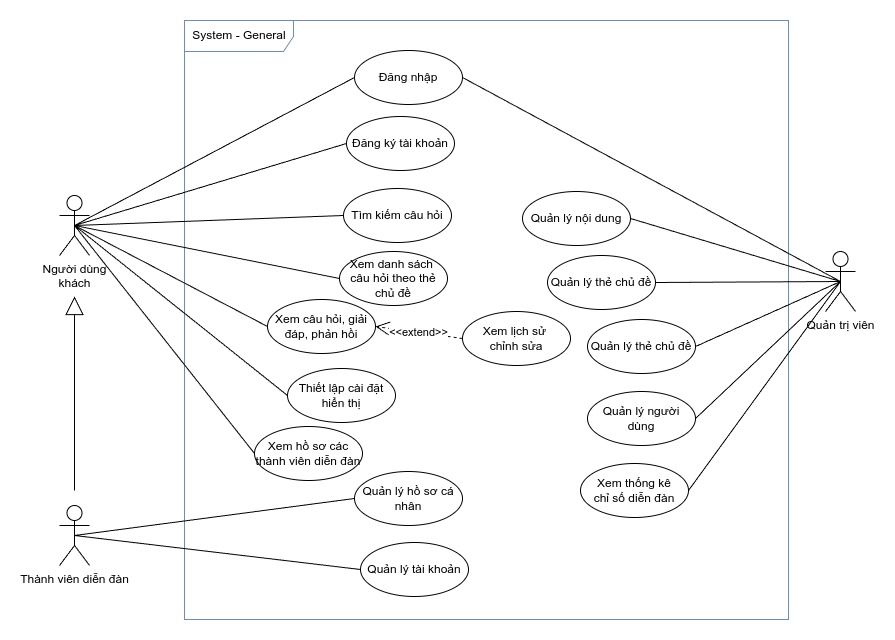 System - General
Đăng nhập
Đăng ký tài khoản
Tìm kiếm câu hỏi
Quản lý nội dung
Xem danh sách
câu hỏi theo thẻ
chủ đề
Người dùng
khách
Quản lý thẻ chủ đề
Xem câu hỏi, giải
đáp, phản hồi
<<extend>>
Xem lịch sử
chỉnh sửa
Quản trị viên
Quản lý thẻ chủ đề
Thiết lập cài đặt
hiển thị
Quản lý người
dùng
Xem hồ sơ các
thành viên diễn đàn
Xem thống kê
chỉ số diễn đàn
Quản lý hồ sơ cá
nhân
Quản lý tài khoản
Thành viên diễn đàn